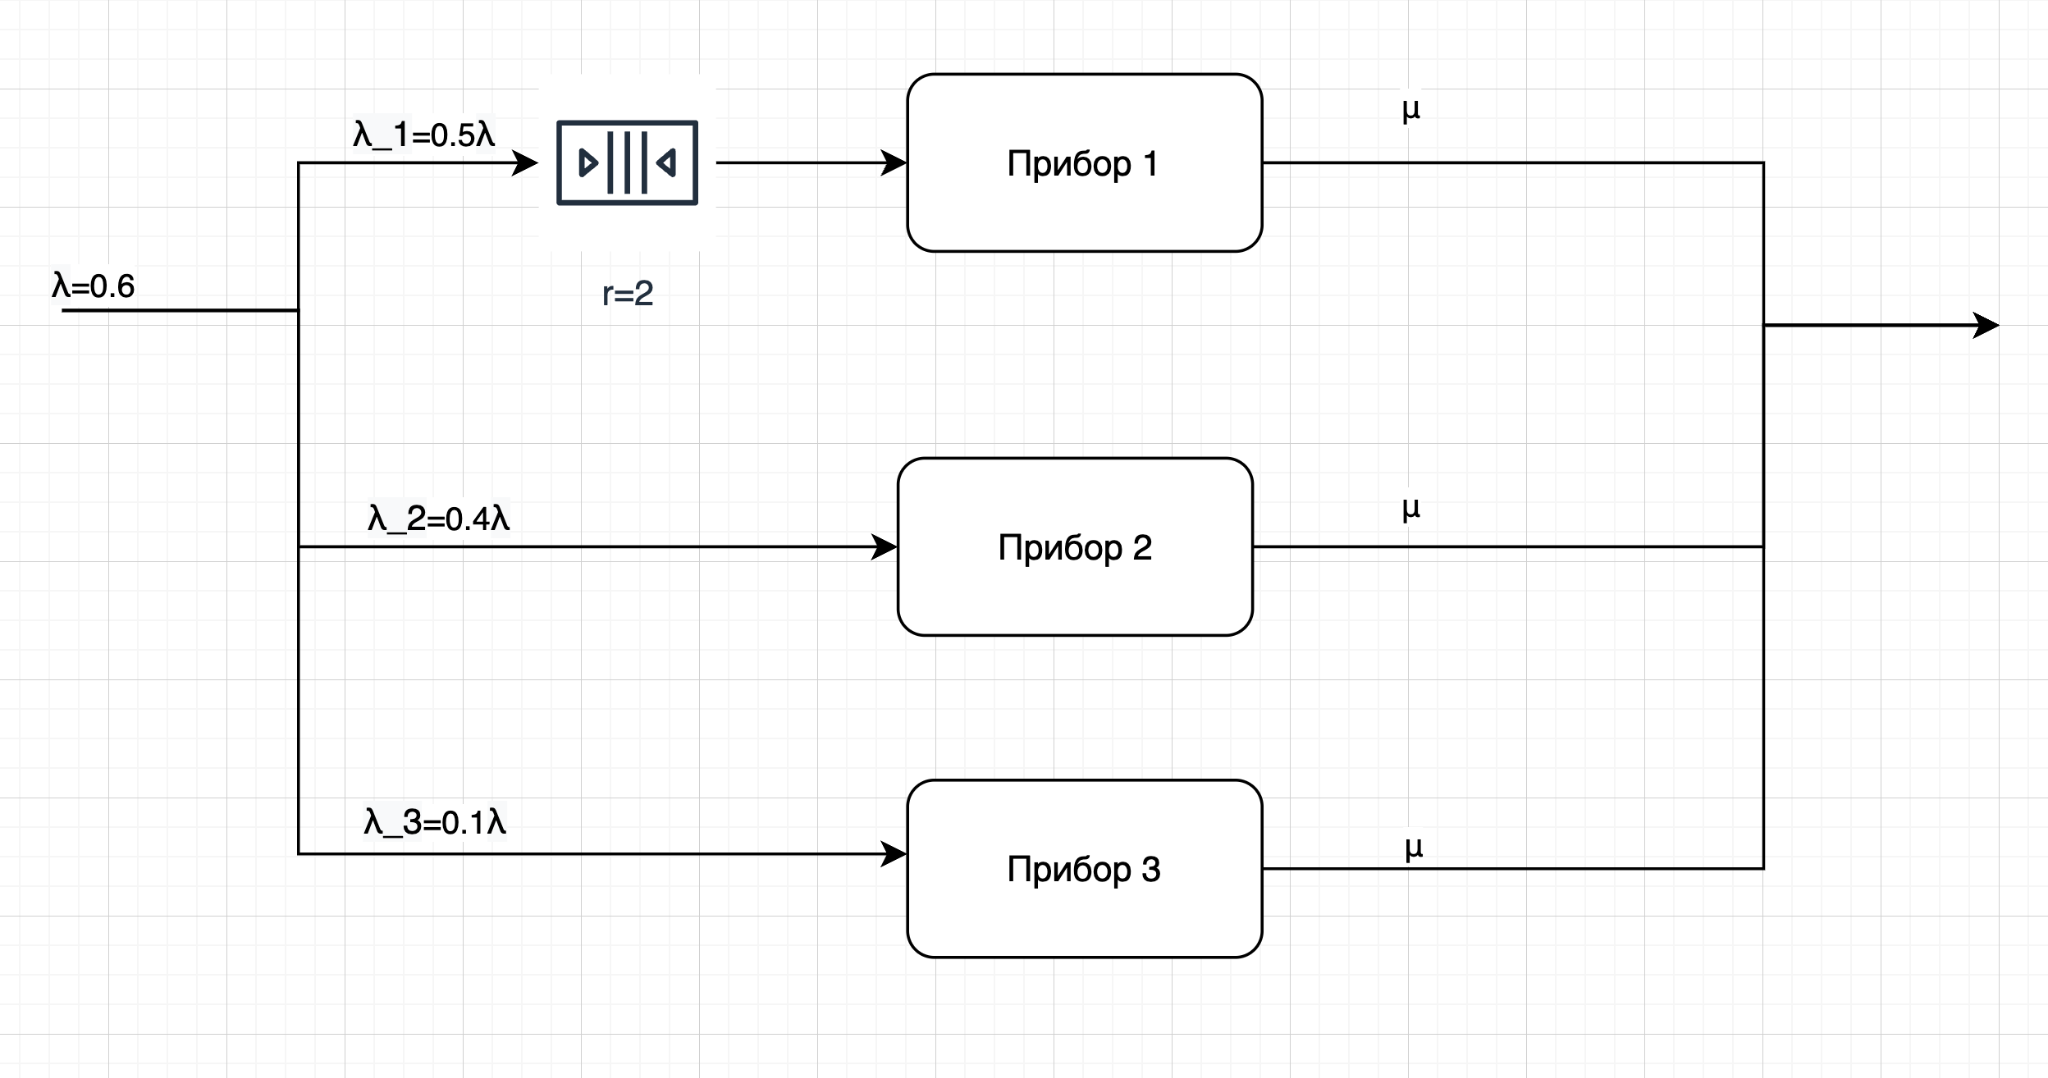 λ_1=0.5λ
μ
Прибор 1
λ=0.6
r=2
λ_2=0.4λ
μ
Прибор 2
λ_3=0.1λ
μ
Прибор 3